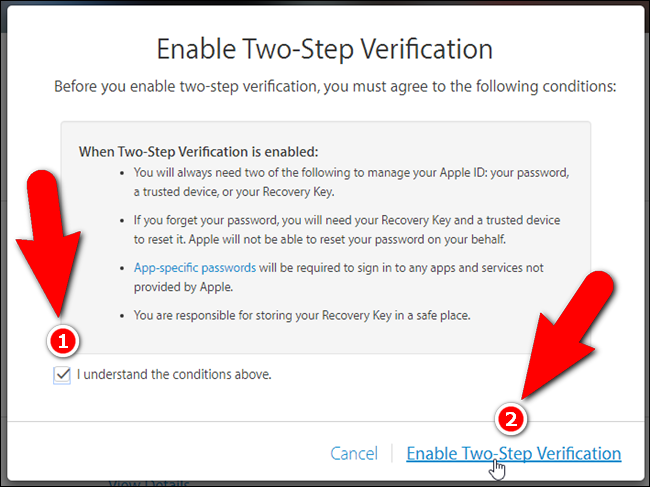 Enable Two-Step Verification
Before you enable two-step verification, you must agree to the following conditions:
When Two-Step Verification is enabled:
• You will always need two of the following to manage your Apple ID: your password,
a trusted device, or your Recovery Key.
• If you forget your password, you will need your Recovery Key and a trusted device
to reset it. Apple will not be able to reset your password on your behalf.
• App-specific passwords will be required to sign in to any apps and services not
provided by Apple.
• You are responsible for storing your Recovery Key in a safe place.
1
I understand the conditions above.
2
Cancel
Enable Two-Step Verification
View Details